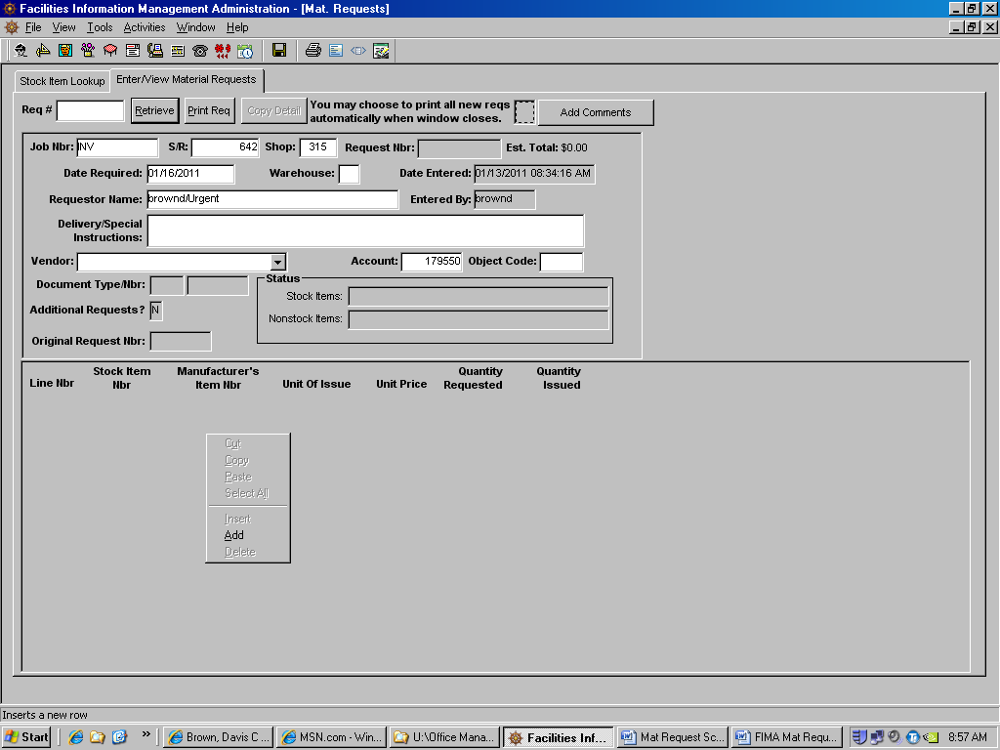 Facilities Information Management Administration - [Mat. Requests]
File View Tools Activities Window Help
Stock Item Lookup Enter/View Material Requests
Req # Retrieve Print Req Copy Detail You may choose to print all new reqs automatically when window closes. Add Comments
Job Nbr: INV S/R: 642 Shop: 315 Request Nbr: Est. Total: $0.00
Date Required: 01/16/2011 Warehouse: Date Entered: 01/13/2011 08:34:16 AM
Requestor Name: brownd/Urgent Entered By: brownd
Delivery/Special
Instructions:
Vendor: Account: 179550 Object Code:
Document Type/Nbr: Status
Stock Items:
Additional Requests? N
Nonstock Items:
Original Request Nbr:
Line Nbr Stock Item Nbr Manufacturer's Item Nbr Unit Of Issue Unit Price Quantity Requested Quantity Issued
Cut
Copy
Paste
Select All
Insert
Add
Delete
Inserts a new row
Start » Brown, Davis C ... MSN.com - Win... U:\Office Mana... Facilities Inf... Mat Request Sc... FIMA Mat Requ... 8:57 AM